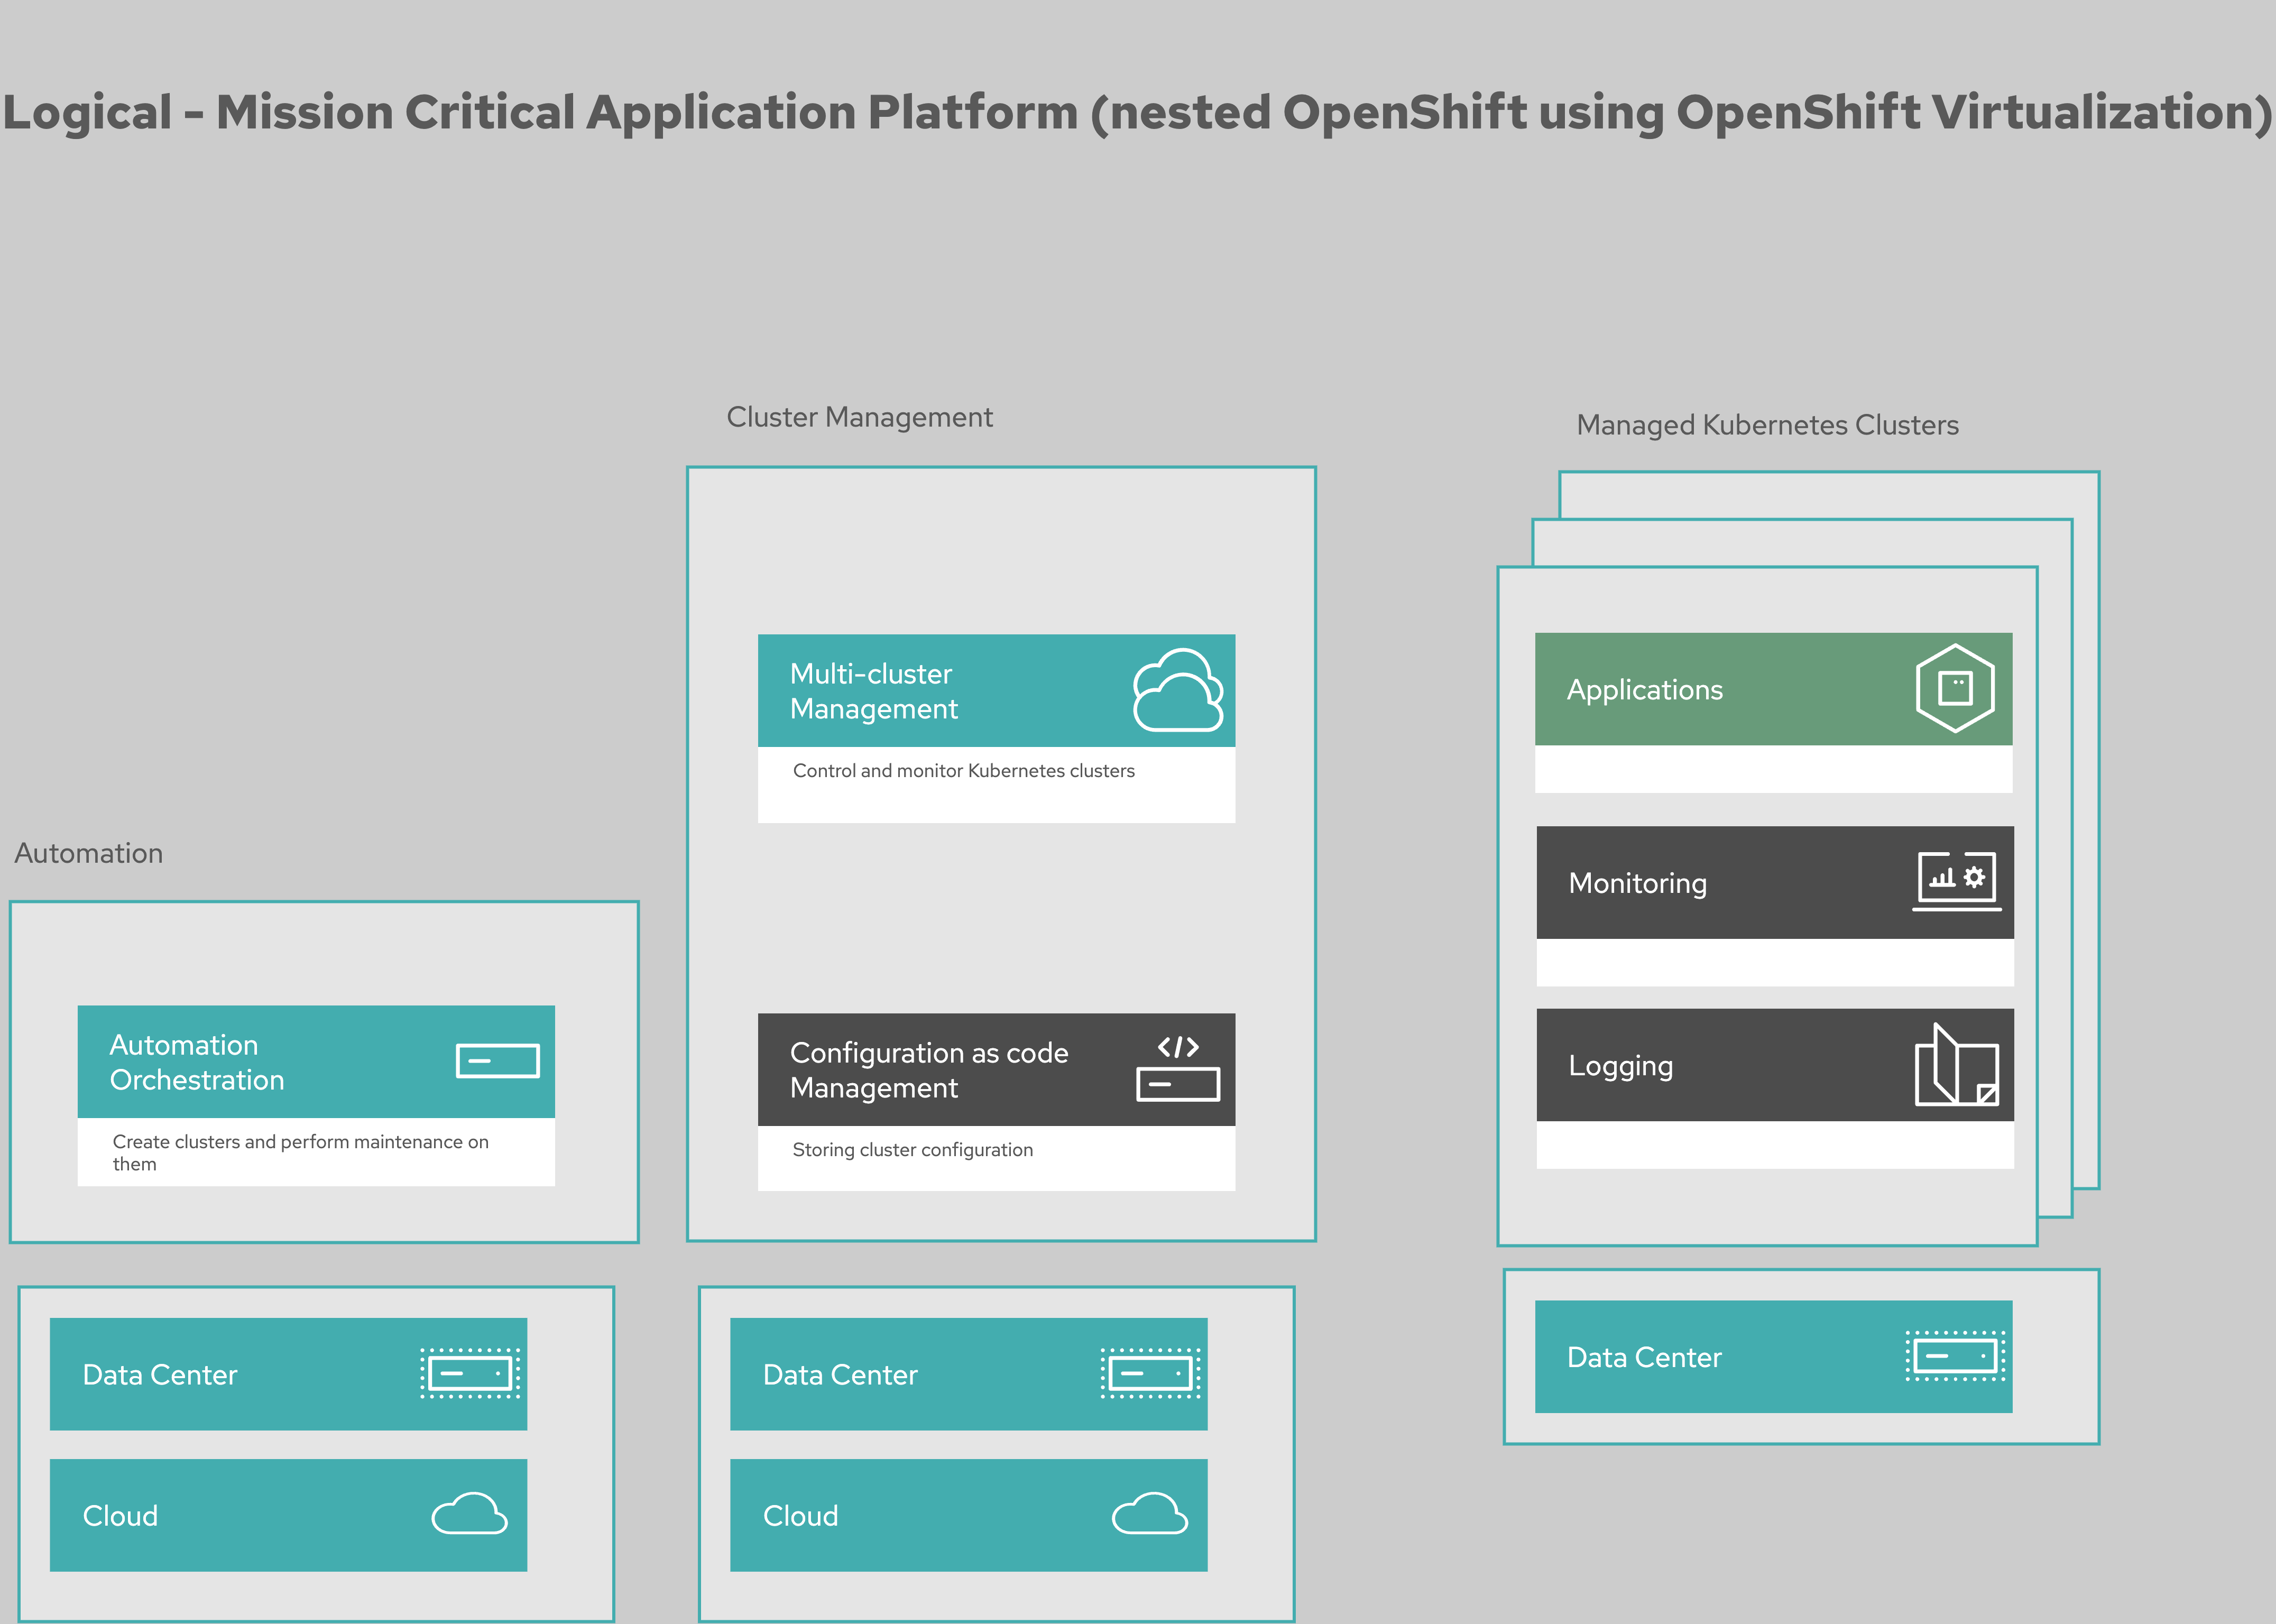 Logical - Mission Critical Application Platform (nested OpenShift using OpenShift Virtualization)
Cluster Management
Managed Kubernetes Clusters
Multi-cluster
Management
Control and monitor Kubernetes clusters
Applications
Automation
Monitoring
Automation
Orchestration
Create clusters and perform maintenance on
them
Configuration as code
Management
Storing cluster configuration
Logging
Data Center
Cloud
Data Center
Cloud
Data Center